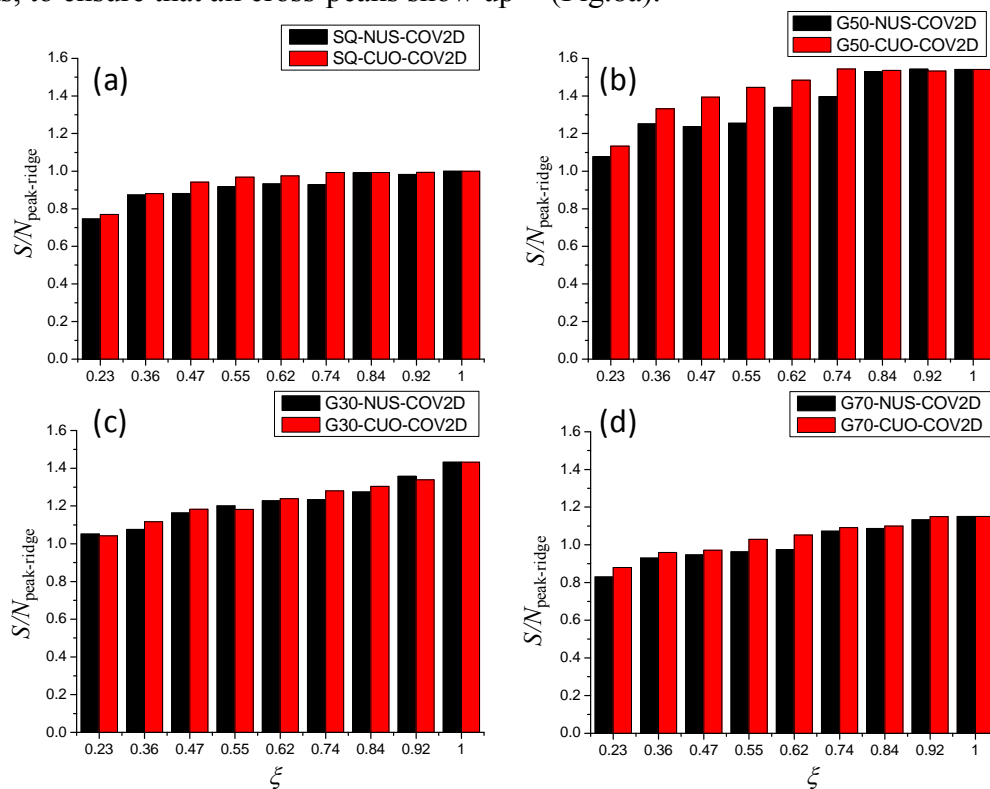 to ensure that all cross-peaks show up (Fig.6a).
SQ-NUS-COV2D
SQ-CUO-COV2D
(a)
S/N peak-ridge
1.6
1.4
1.2
1.0
0.8
0.6
0.4
0.2
0.0
0.23 0.36 0.47 0.55 0.62 0.74 0.84 0.92 1
G50-NUS-COV2D
G50-CUO-COV2D
(b)
S/N peak-ridge
1.6
1.4
1.2
1.0
0.8
0.6
0.4
0.2
0.0
0.23 0.36 0.47 0.55 0.62 0.74 0.84 0.92 1
G30-NUS-COV2D
G30-CUO-COV2D
(c)
S/N peak-ridge
1.6
1.4
1.2
1.0
0.8
0.6
0.4
0.2
0.0
0.23 0.36 0.47 0.55 0.62 0.74 0.84 0.92 1
ξ
G70-NUS-COV2D
G70-CUO-COV2D
(d)
S/N peak-ridge
1.6
1.4
1.2
1.0
0.8
0.6
0.4
0.2
0.0
0.23 0.36 0.47 0.55 0.62 0.74 0.84 0.92 1
ξ